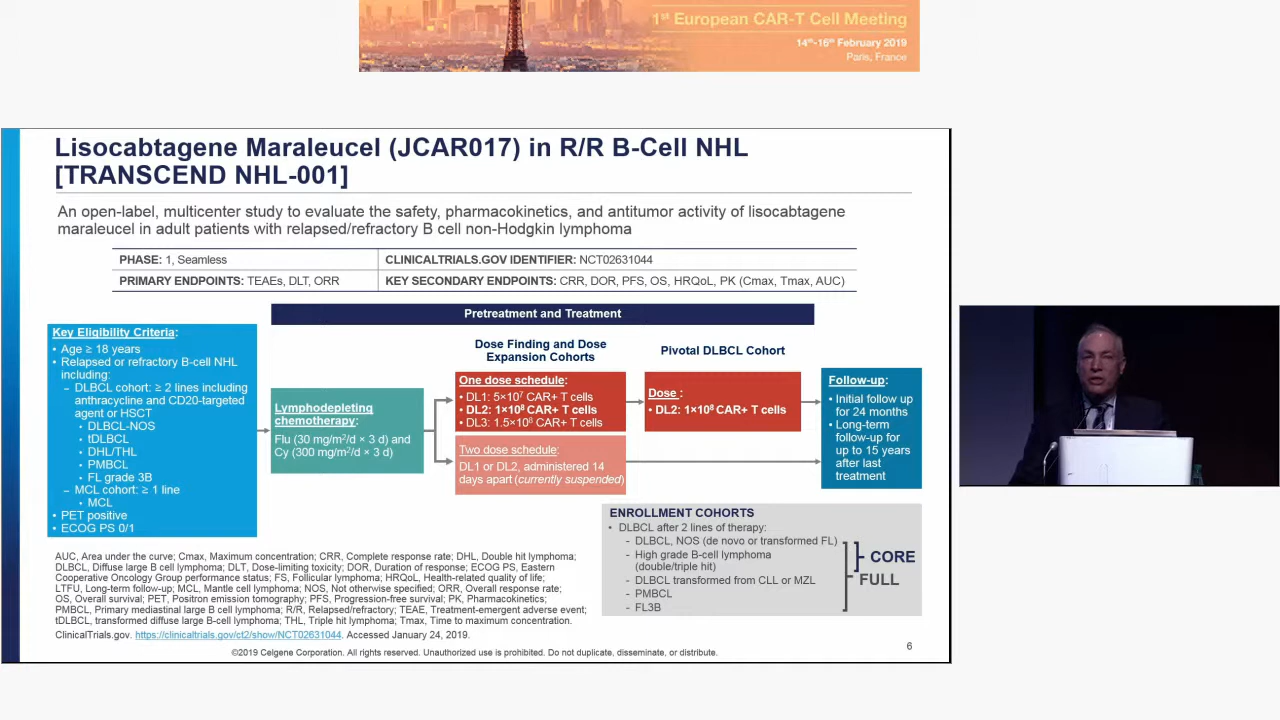 1st European CAR-T Cell Meeting
14th-16th February 2019
Paris, France
Lisocabtagene Maraleucel (JCAR017) in R/R B-Cell NHL
[TRANSCEND NHL-001]
An open-label, multicenter study to evaluate the safety, pharmacokinetics, and antitumor activity of lisocabtagene
maraleucel in adult patients with relapsed/refractory B cell non-Hodgkin lymphoma
PHASE: 1, Seamless
CLINICALTRIALS.GOV IDENTIFIER: NCT02631044
PRIMARY ENDPOINTS: TEAEs, DLT, ORR
KEY SECONDARY ENDPOINTS: CRR, DOR, PFS, OS, HRQoL, PK (Cmax, Tmax, AUC)
Pretreatment and Treatment
Key Eligibility Criteria:
• Age ≥ 18 years
• Relapsed or refractory B-cell NHL
including:
– DLBCL cohort: ≥ 2 lines including
anthracycline and CD20-targeted
agent or HSCT
• DLBCL-NOS
• tDLBCL
• DHL/THL
• PMBCL
• FL grade 3B
– MCL cohort: ≥ 1 line
• MCL
• PET positive
• ECOG PS 0/1
Lymphodepleting
chemotherapy:
Flu (30 mg/m²/d × 3 d) and
Cy (300 mg/m²/d × 3 d)
Dose Finding and Dose
Expansion Cohorts
One dose schedule:
• DL1: 5×10⁷ CAR+ T cells
• DL2: 1×10⁸ CAR+ T cells
• DL3: 1.5×10⁸ CAR+ T cells
Two dose schedule:
DL1 or DL2, administered 14
days apart (currently suspended)
Pivotal DLBCL Cohort
Dose :
• DL2: 1×10⁸ CAR+ T cells
Follow-up:
• Initial follow up
for 24 months
• Long-term
follow-up for
up to 15 years
after last
treatment
ENROLLMENT COHORTS
• DLBCL after 2 lines of therapy:
- DLBCL, NOS (de novo or transformed FL)
- High grade B-cell lymphoma
(double/triple hit)
- DLBCL transformed from CLL or MZL
- PMBCL
- FL3B
CORE
FULL
AUC, Area under the curve; Cmax, Maximum concentration; CRR, Complete response rate; DHL, Double hit lymphoma;
DLBCL, Diffuse large B cell lymphoma; DLT, Dose-limiting toxicity; DOR, Duration of response; ECOG PS, Eastern
Cooperative Oncology Group performance status; FS, Follicular lymphoma; HRQoL, Health-related quality of life;
LTFU, Long-term follow-up; MCL, Mantle cell lymphoma; NOS, Not otherwise specified; ORR, Overall response rate;
OS, Overall survival; PET, Positron emission tomography; PFS, Progression-free survival; PK, Pharmacokinetics;
PMBCL, Primary mediastinal large B cell lymphoma; R/R, Relapsed/refractory; TEAE, Treatment-emergent adverse event;
tDLBCL, transformed diffuse large B-cell lymphoma; THL, Triple hit lymphoma; Tmax, Time to maximum concentration.
ClinicalTrials.gov. https://clinicaltrials.gov/ct2/show/NCT02631044. Accessed January 24, 2019.
6
©2019 Celgene Corporation. All rights reserved. Unauthorized use is prohibited. Do not duplicate, disseminate, or distribute.